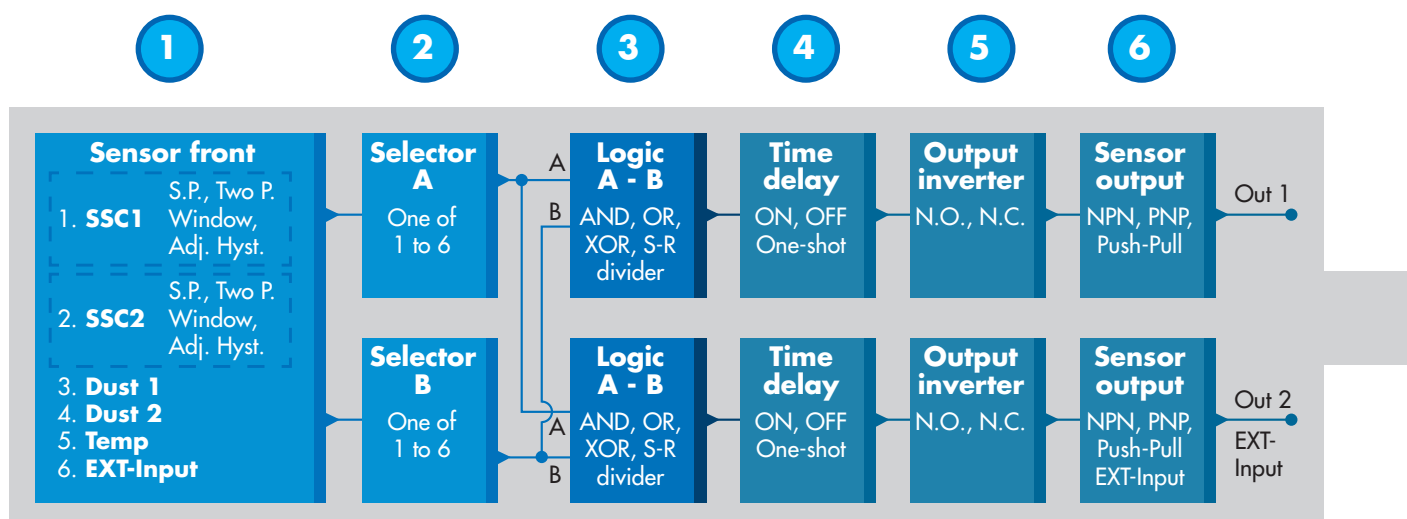 1
2
3
4
5
6
Sensor front
1. SSC1
S.P., Two P.
Window,
Adj. Hyst.
2. SSC2
S.P., Two P.
Window,
Adj. Hyst.
3. Dust 1
4. Dust 2
5. Temp
6. EXT-Input
Selector
A
One of
1 to 6
A
B
Logic
A - B
AND, OR,
XOR, S-R
divider
Time
delay
ON, OFF
One-shot
Output
inverter
N.O., N.C.
Sensor
output
NPN, PNP,
Push-Pull
Out 1
Selector
B
One of
1 to 6
A
B
Logic
A - B
AND, OR,
XOR, S-R
divider
Time
delay
ON, OFF
One-shot
Output
inverter
N.O., N.C.
Sensor
output
NPN, PNP,
Push-Pull
EXT-Input
Out 2
EXT-
Input